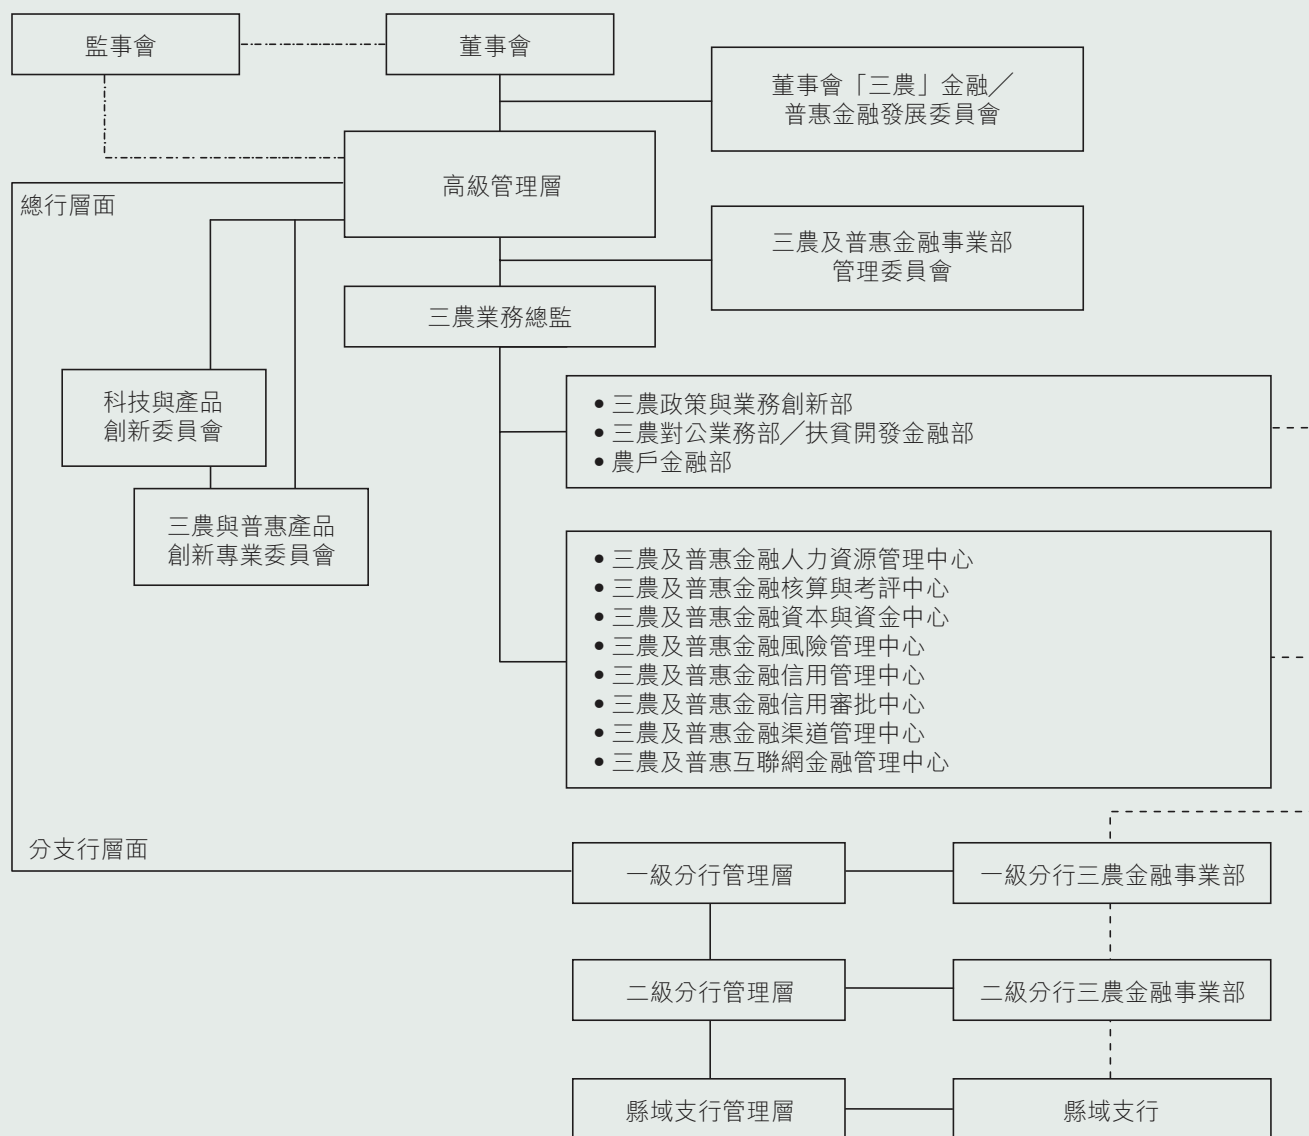 監事會
董事會
董事會「三農」金融／
普惠金融發展委員會
高級管理層
總行層面
三農及普惠金融事業部
管理委員會
三農業務總監
科技與產品
創新委員會
• 三農政策與業務創新部
• 三農對公業務部／扶貧開發金融部
• 農戶金融部
三農與普惠產品
創新專業委員會
• 三農及普惠金融人力資源管理中心
• 三農及普惠金融核算與考評中心
• 三農及普惠金融資本與資金中心
• 三農及普惠金融風險管理中心
• 三農及普惠金融信用管理中心
• 三農及普惠金融信用審批中心
• 三農及普惠金融渠道管理中心
• 三農及普惠互聯網金融管理中心
分支行層面
一級分行管理層
一級分行三農金融事業部
二級分行管理層
二級分行三農金融事業部
縣域支行管理層
縣域支行